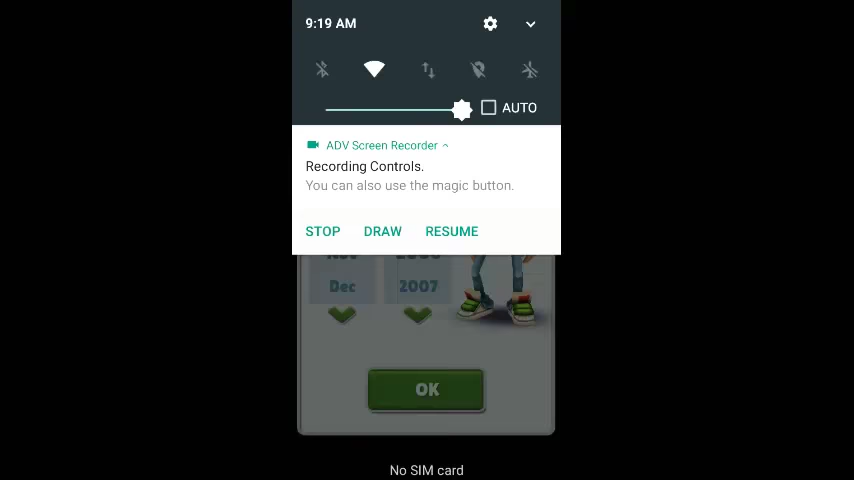 9:19 AM
AUTO
ADV Screen Recorder
Recording Controls.
You can also use the magic button.
STOP DRAW RESUME
Dec 2007
OK
No SIM card